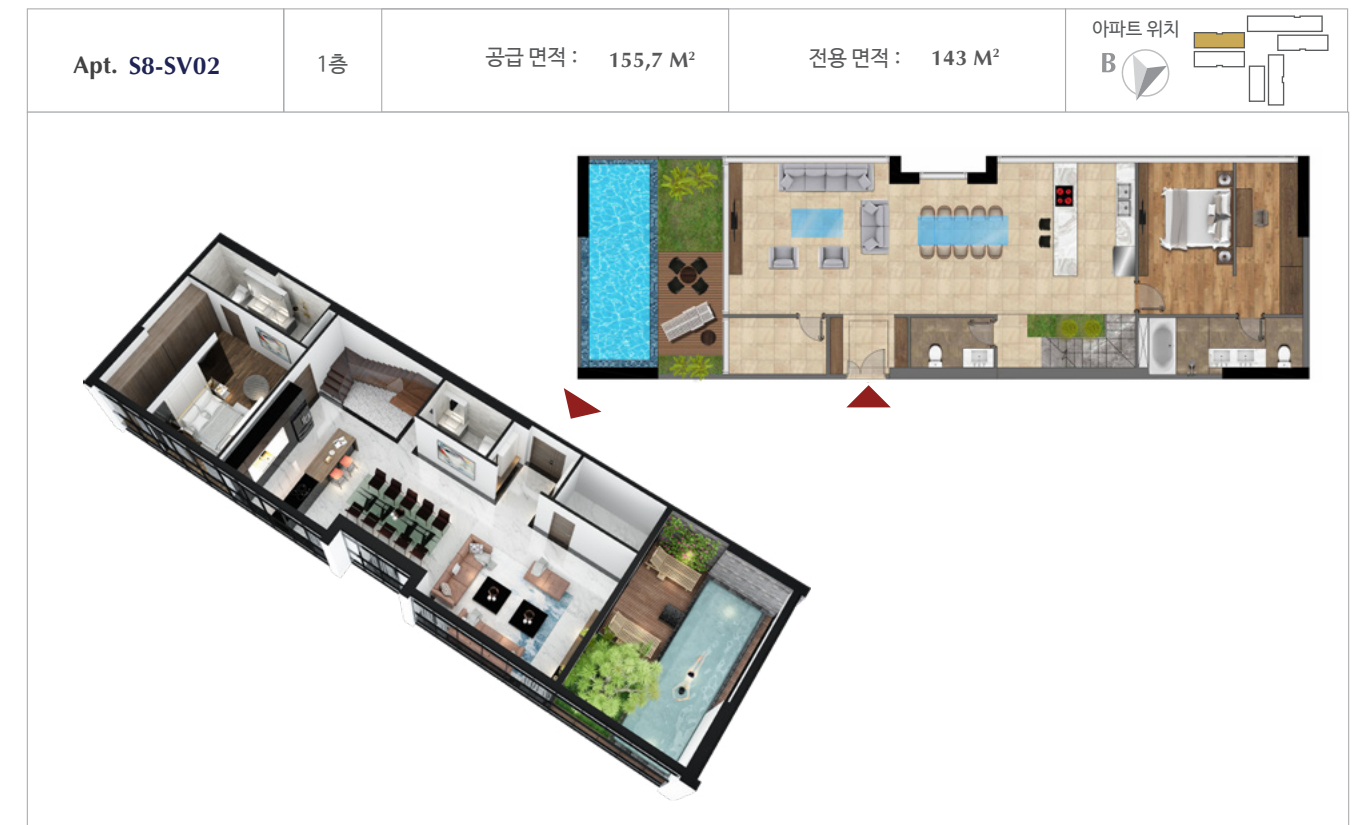 Apt. S8-SV02
1층
공급 면적 : 155,7 M²
전용 면적 : 143 M²
아파트 위치
B